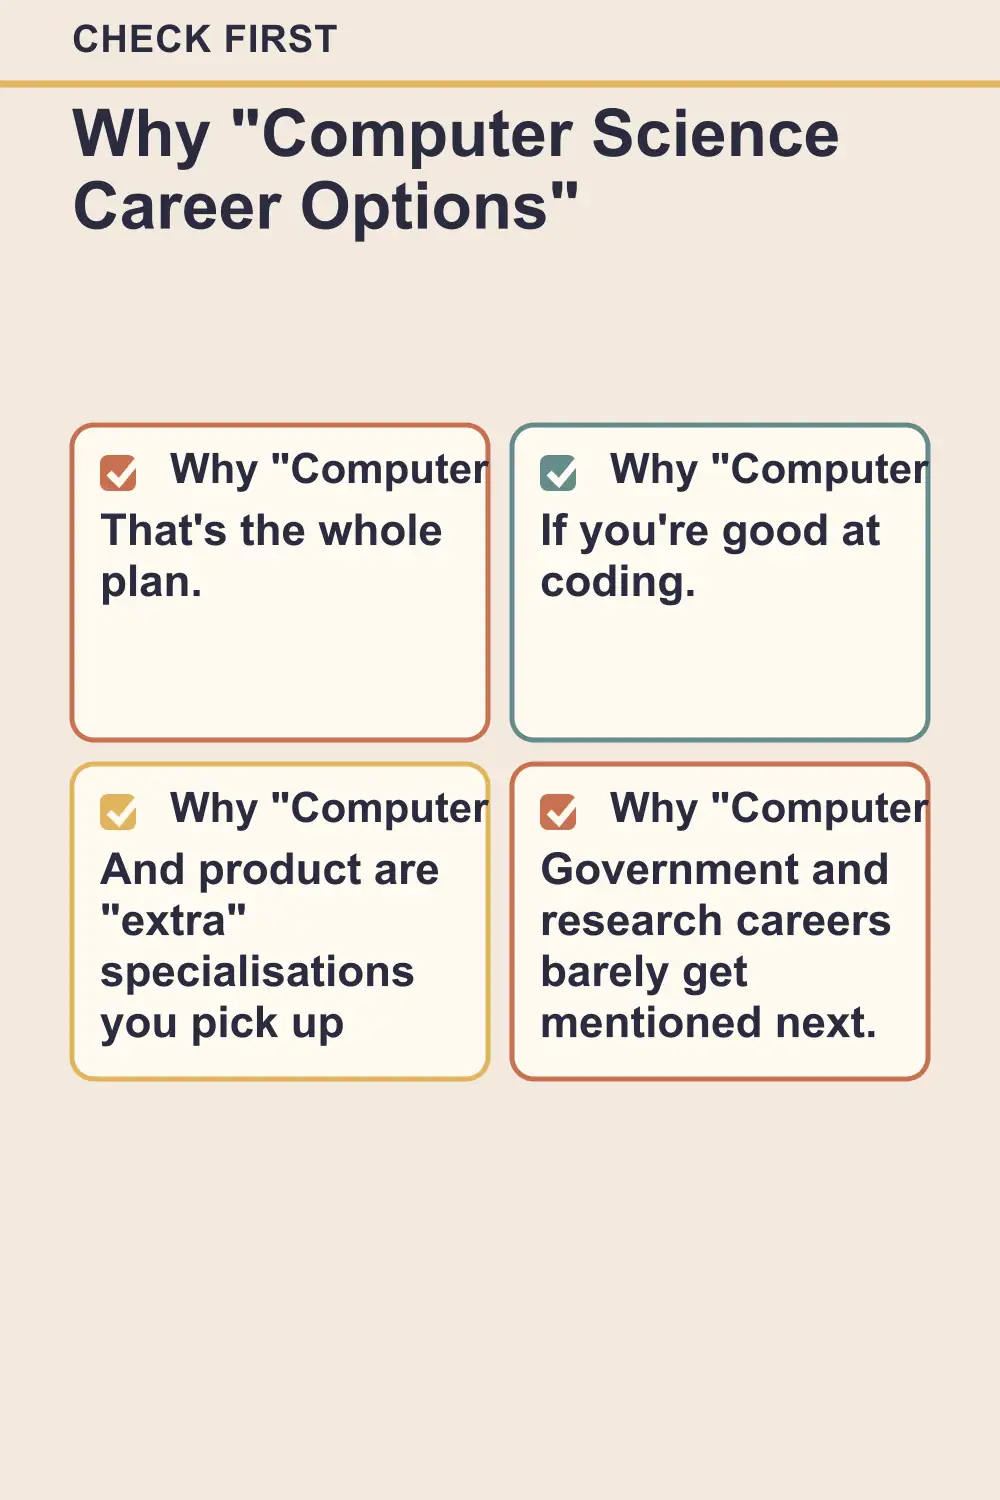 CHECK FIRST
Why "Computer Science
Career Options"
Why "Computer
That's the whole
plan.
Why "Computer
If you're good at
coding.
Why "Computer
And product are
"extra"
specialisations
you pick up
Why "Computer
Government and
research careers
barely get
mentioned next.